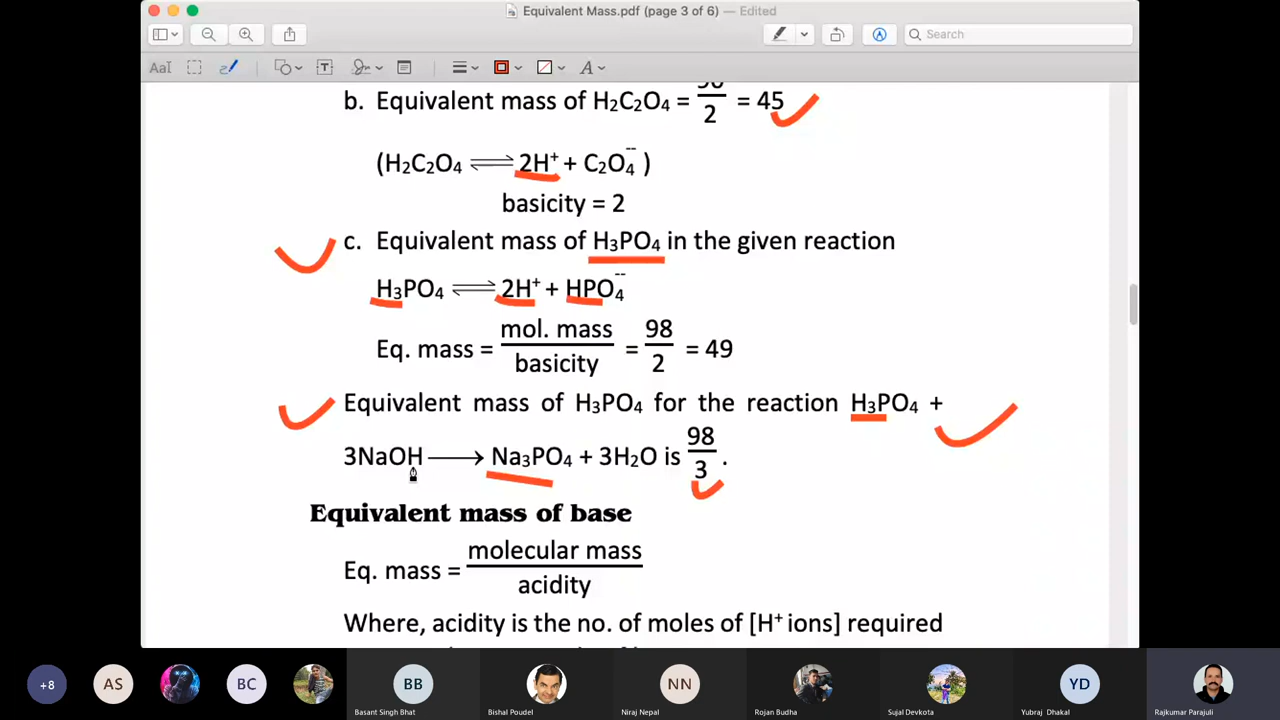 Equivalent Mass.pdf (page 3 of 6) — Edited
Search
AaI
T
A
b. Equivalent mass of H2C2O4 = 90/2 = 45
(H2C2O4 ⇌ 2H+ + C2O4-- )
basicity = 2
c. Equivalent mass of H3PO4 in the given reaction
H3PO4 ⇌ 2H+ + HPO4--
Eq. mass = mol. mass/basicity = 98/2 = 49
Equivalent mass of H3PO4 for the reaction H3PO4 +
3NaOH ⟶ Na3PO4 + 3H2O is 98/3 .
Equivalent mass of base
Eq. mass = molecular mass/acidity
Where, acidity is the no. of moles of [H+ ions] required
+8
AS
BC
BB
NN
YD
Basant Singh Bhat
Bishal Poudel
Niraj Nepal
Rojan Budha
Sujal Devkota
Yubraj Dhakal
Rajkumar Parajuli